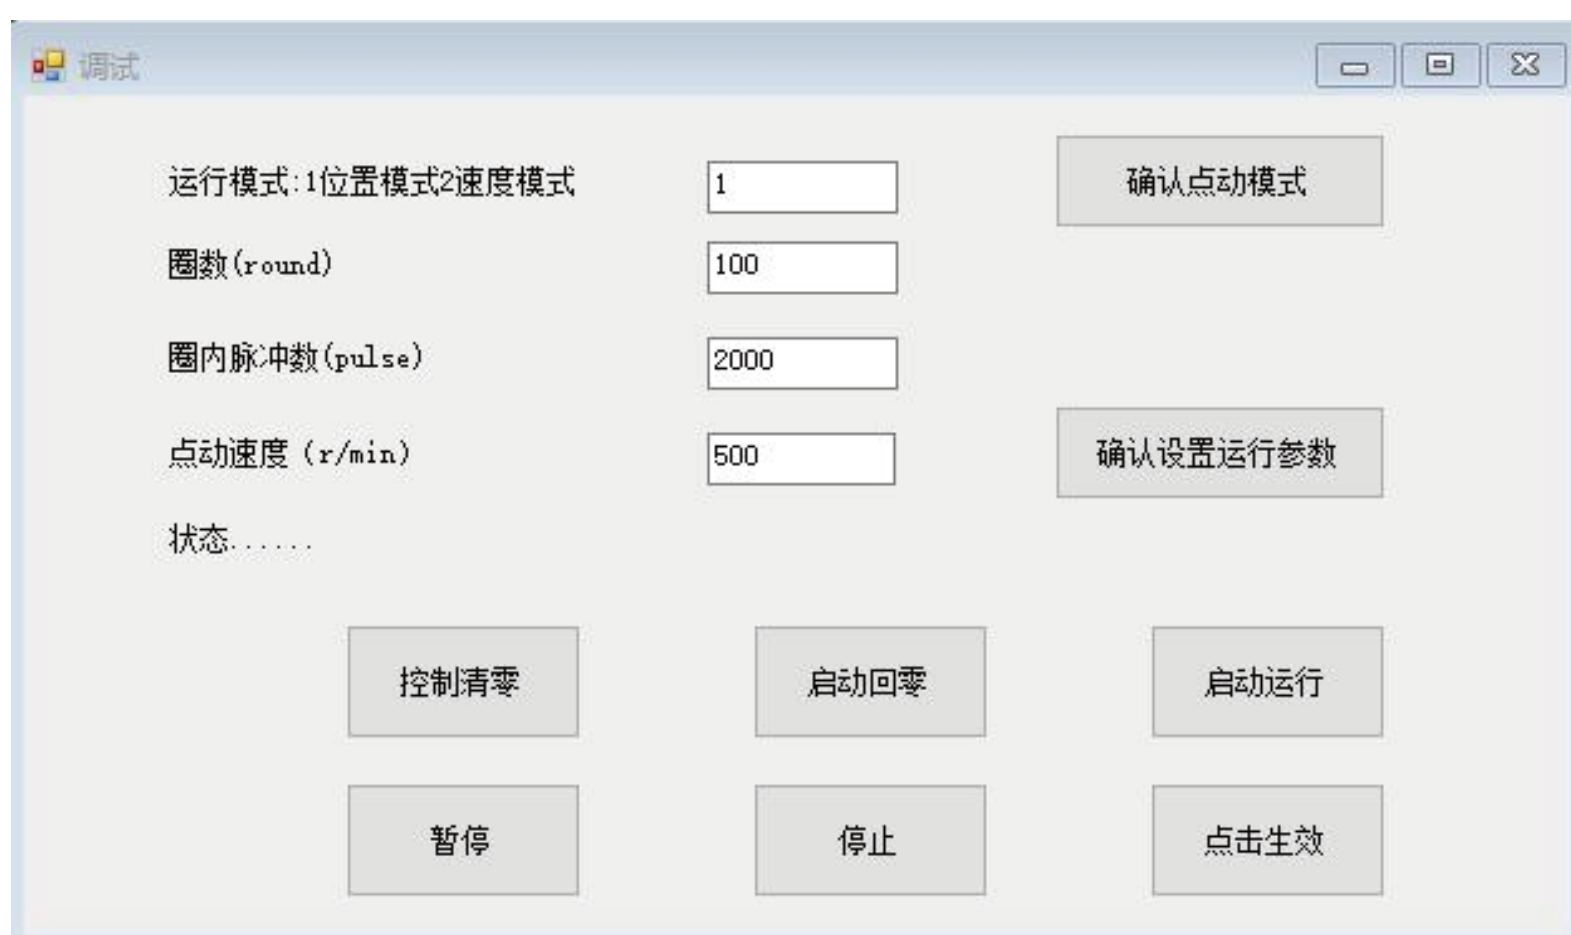 调试
运行模式:1位置模式2速度模式 1 确认点动模式
圈数(round) 100
圈内脉冲数(pulse) 2000
点动速度 (r/min) 500 确认设置运行参数
状态......
控制清零 启动回零 启动运行
暂停 停止 点击生效